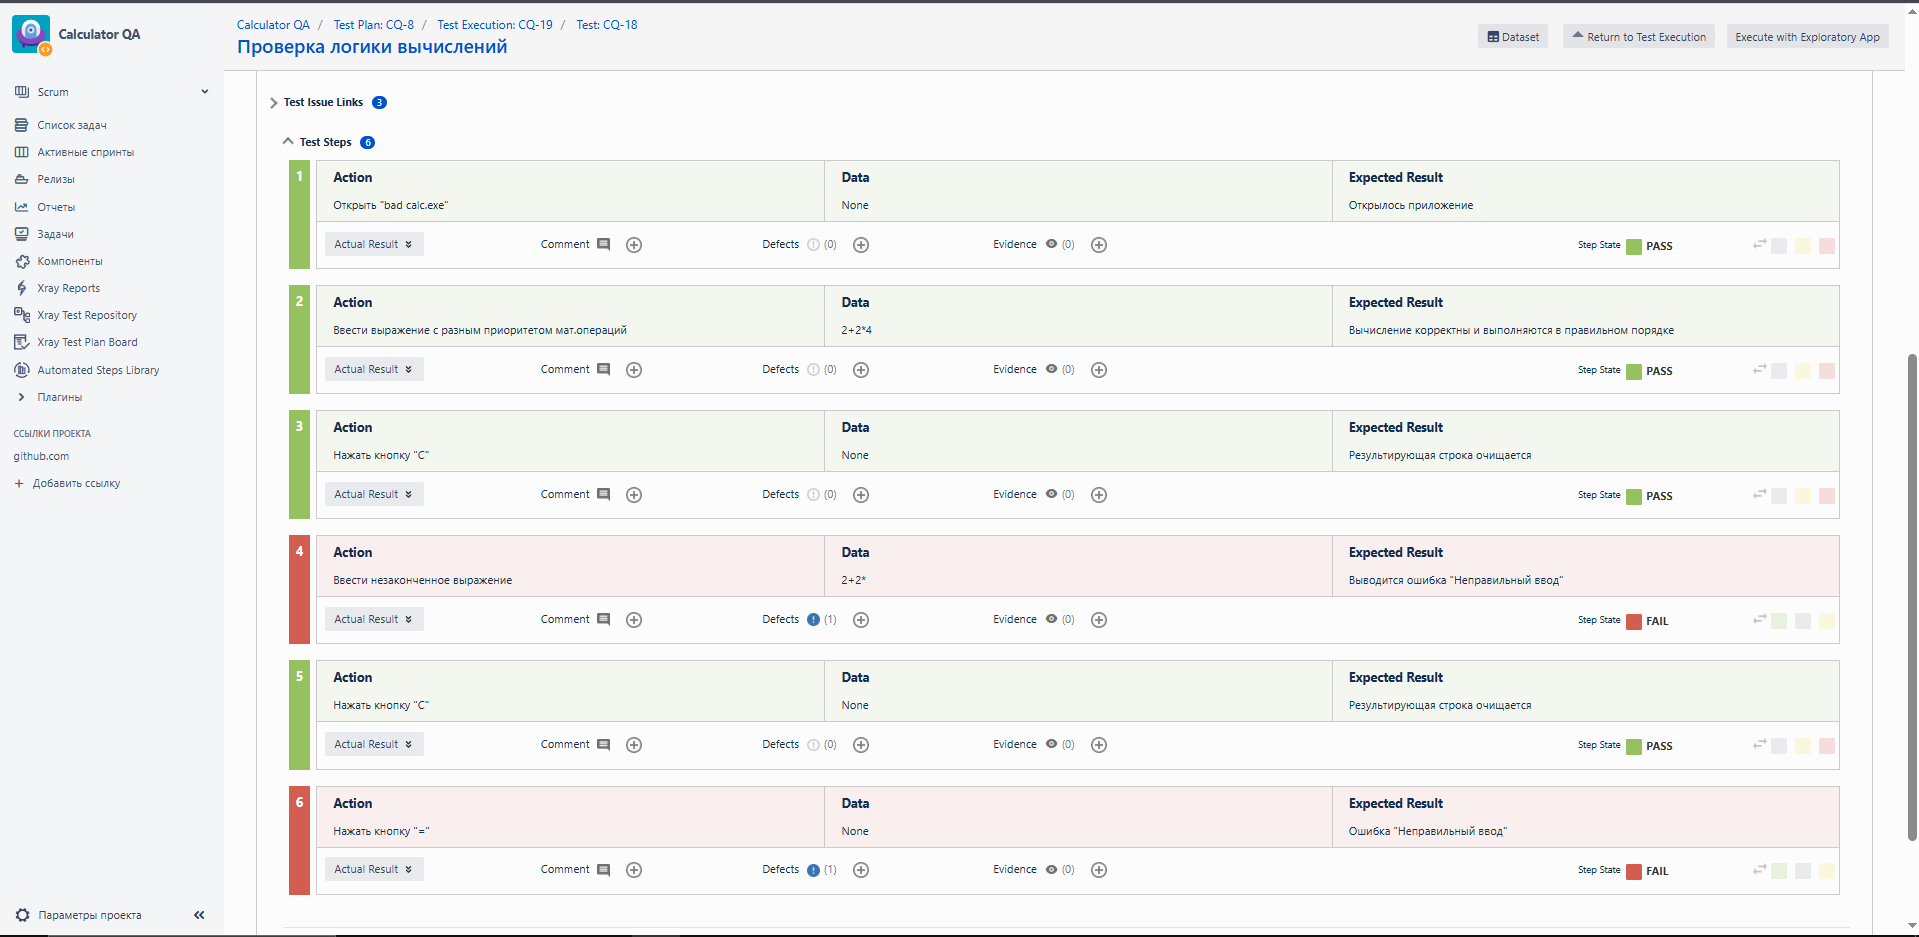 Calculator QA
Scrum
Список задач
Активные спринты
Релизы
Отчеты
Задачи
Компоненты
Xray Reports
Xray Test Repository
Xray Test Plan Board
Automated Steps Library
Плагины
ССЫЛКИ ПРОЕКТА
github.com
+ Добавить ссылку
Параметры проекта
Calculator QA / Test Plan: CQ-8 / Test Execution: CQ-19 / Test: CQ-18
Проверка логики вычислений
Dataset
Return to Test Execution
Execute with Exploratory App
Test Issue Links 3
Test Steps 6
1
Action Data Expected Result
Открыть "bad calc.exe" None Открылось приложение
Actual Result Comment Defects (0) Evidence (0) Step State PASS
2
Action Data Expected Result
Ввести выражение с разным приоритетом мат.операций 2+2*4 Вычисление корректны и выполняются в правильном порядке
Actual Result Comment Defects (0) Evidence (0) Step State PASS
3
Action Data Expected Result
Нажать кнопку "C" None Результирующая строка очищается
Actual Result Comment Defects (0) Evidence (0) Step State PASS
4
Action Data Expected Result
Ввести незаконченное выражение 2+2* Выводится ошибка "Неправильный ввод"
Actual Result Comment Defects (1) Evidence (0) Step State FAIL
5
Action Data Expected Result
Нажать кнопку "C" None Результирующая строка очищается
Actual Result Comment Defects (0) Evidence (0) Step State PASS
6
Action Data Expected Result
Нажать кнопку "=" None Ошибка "Неправильный ввод"
Actual Result Comment Defects (1) Evidence (0) Step State FAIL